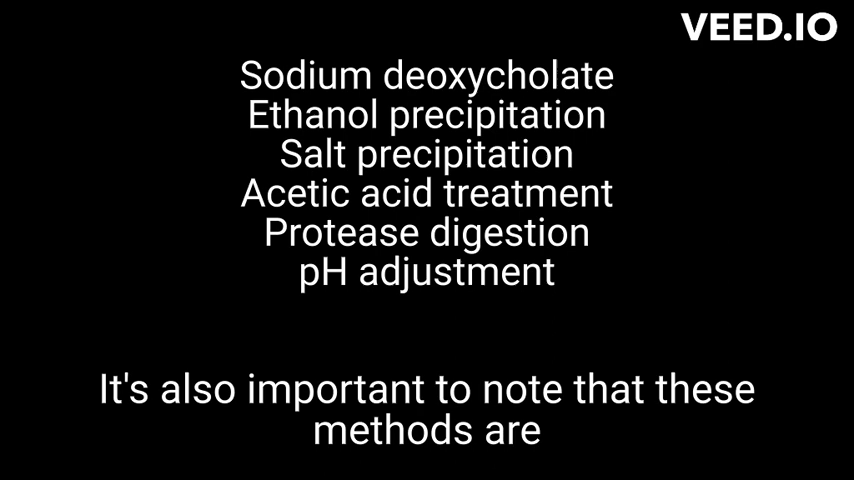 VEED.IO
Sodium deoxycholate
Ethanol precipitation
Salt precipitation
Acetic acid treatment
Protease digestion
pH adjustment
It's also important to note that these
methods are